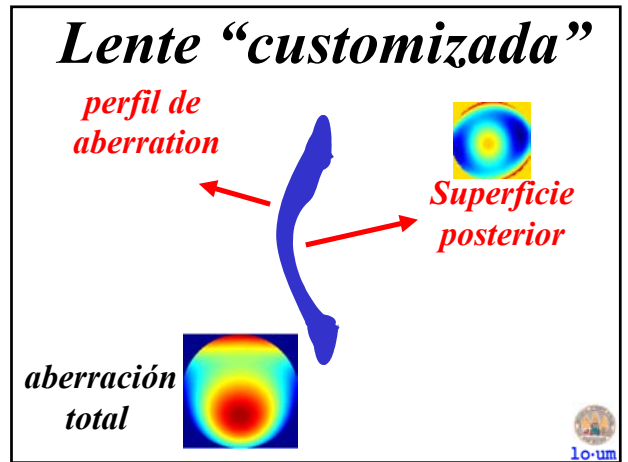 Lente “customizada”
perfil de
aberration
Superficie
posterior
aberración
total
lo·um